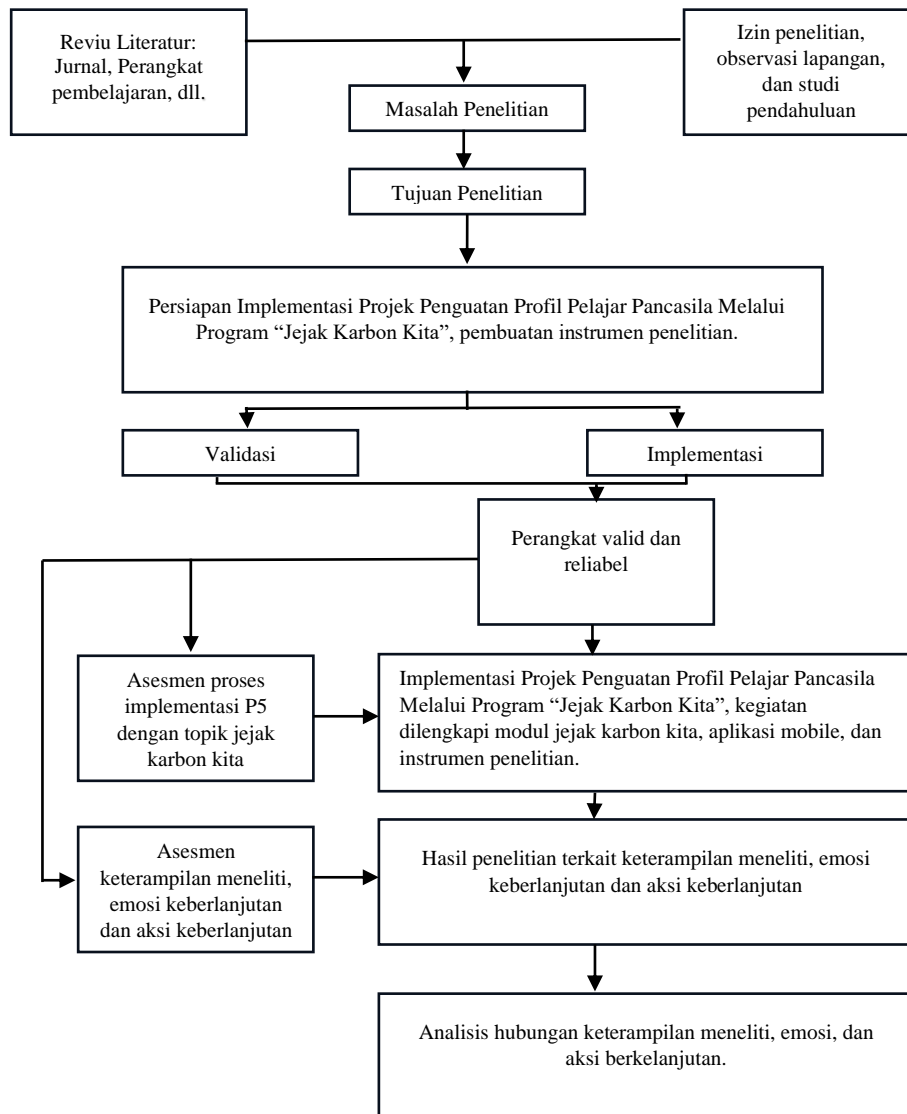 Reviu Literatur:
Jurnal, Perangkat
pembelajaran, dll.
Izin penelitian,
observasi lapangan,
dan studi
pendahuluan
Masalah Penelitian
Tujuan Penelitian
Persiapan Implementasi Projek Penguatan Profil Pelajar Pancasila Melalui
Program “Jejak Karbon Kita”, pembuatan instrumen penelitian.
Validasi
Implementasi
Perangkat valid dan
reliabel
Asesmen proses
implementasi P5
dengan topik jejak
karbon kita
Implementasi Projek Penguatan Profil Pelajar Pancasila
Melalui Program “Jejak Karbon Kita”, kegiatan
dilengkapi modul jejak karbon kita, aplikasi mobile, dan
instrumen penelitian.
Asesmen
keterampilan meneliti,
emosi keberlanjutan
dan aksi keberlanjutan
Hasil penelitian terkait keterampilan meneliti, emosi
keberlanjutan dan aksi keberlanjutan
Analisis hubungan keterampilan meneliti, emosi, dan
aksi berkelanjutan.